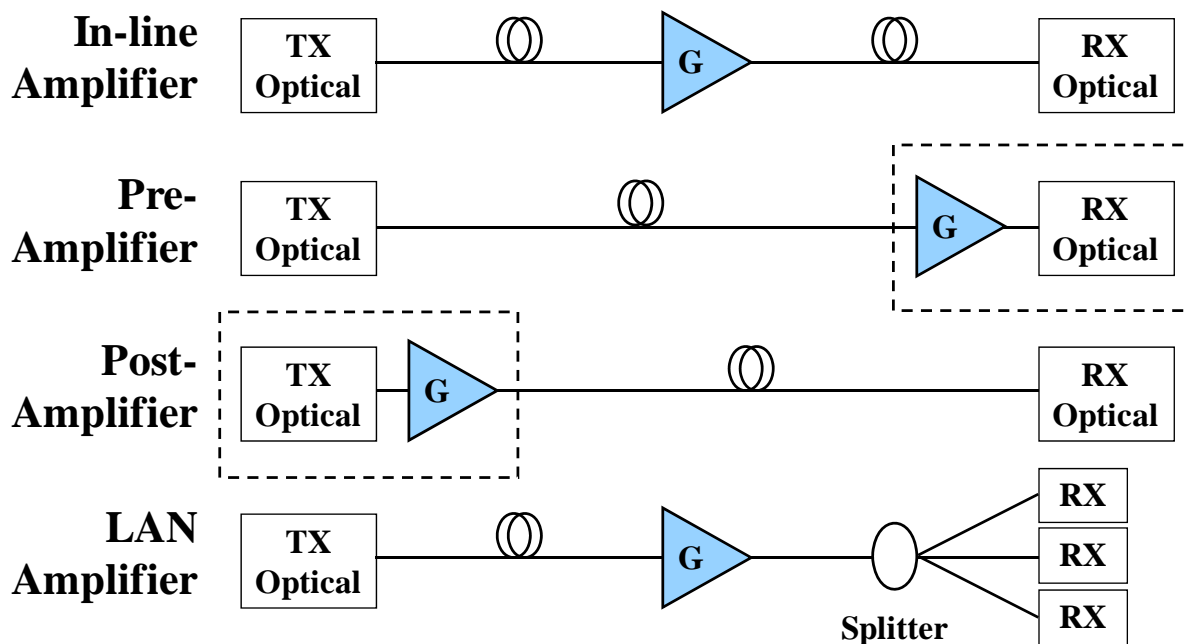 In-line
Amplifier
TX
Optical
G
RX
Optical
Pre-
Amplifier
TX
Optical
G
RX
Optical
Post-
Amplifier
TX
Optical
G
RX
Optical
LAN
Amplifier
TX
Optical
G
Splitter
RX
RX
RX